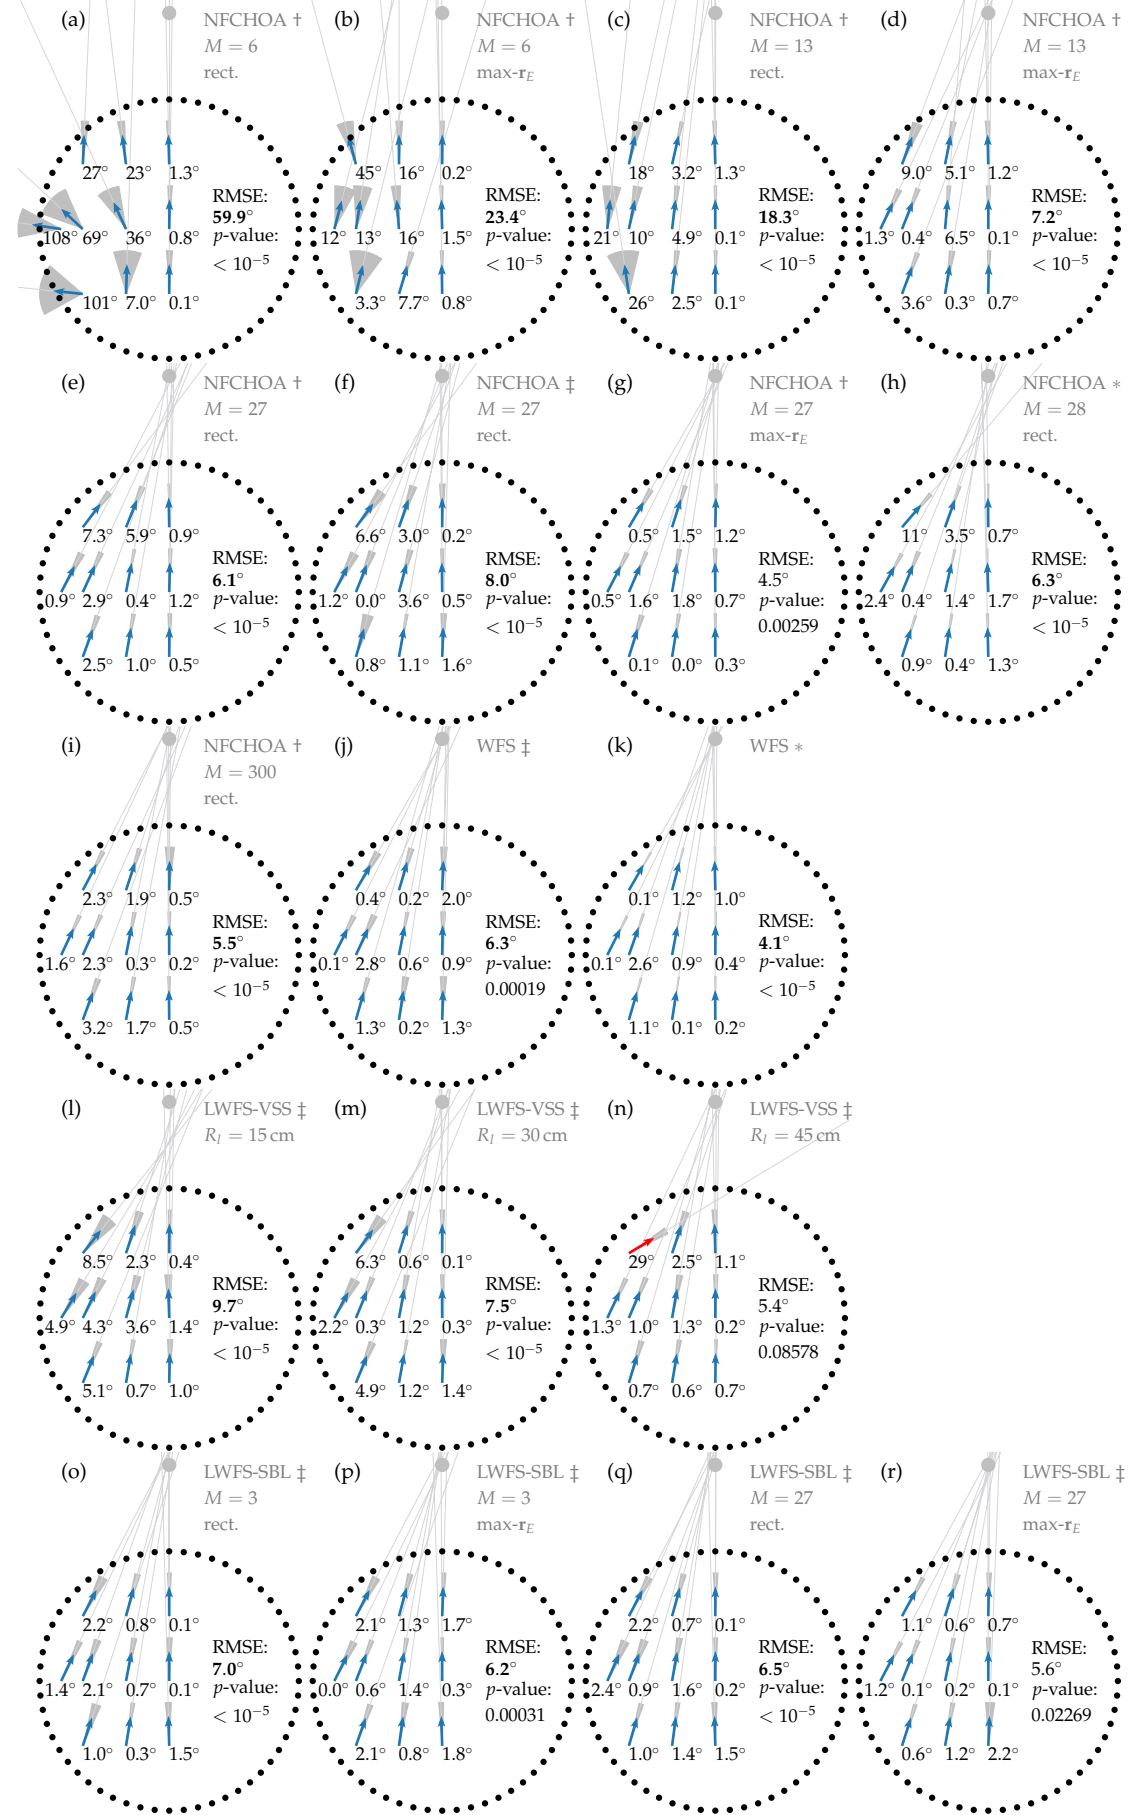 (a)
NFCHOA †
M = 6
rect.
27° 23° 1.3°
RMSE:
59.9°
p-value:
< 10⁻⁵
108° 69° 36° 0.8°
101° 7.0° 0.1°
(b)
NFCHOA †
M = 6
max-r_E
45° 16° 0.2°
RMSE:
23.4°
p-value:
< 10⁻⁵
12° 13° 16° 1.5°
3.3° 7.7° 0.8°
(c)
NFCHOA †
M = 13
rect.
18° 3.2° 1.3°
RMSE:
18.3°
p-value:
< 10⁻⁵
21° 10° 4.9° 0.1°
26° 2.5° 0.1°
(d)
NFCHOA †
M = 13
max-r_E
9.0° 5.1° 1.2°
RMSE:
7.2°
p-value:
< 10⁻⁵
1.3° 0.4° 6.5° 0.1°
3.6° 0.3° 0.7°
(e)
NFCHOA †
M = 27
rect.
7.3° 5.9° 0.9°
RMSE:
6.1°
p-value:
< 10⁻⁵
0.9° 2.9° 0.4° 1.2°
2.5° 1.0° 0.5°
(f)
NFCHOA ‡
M = 27
rect.
6.6° 3.0° 0.2°
RMSE:
8.0°
p-value:
< 10⁻⁵
1.2° 0.0° 3.6° 0.5°
0.8° 1.1° 1.6°
(g)
NFCHOA †
M = 27
max-r_E
0.5° 1.5° 1.2°
RMSE:
4.5°
p-value:
0.00259
0.5° 1.6° 1.8° 0.7°
0.1° 0.0° 0.3°
(h)
NFCHOA *
M = 28
rect.
11° 3.5° 0.7°
RMSE:
6.3°
p-value:
< 10⁻⁵
2.4° 0.4° 1.4° 1.7°
0.9° 0.4° 1.3°
(i)
NFCHOA †
M = 300
rect.
2.3° 1.9° 0.5°
RMSE:
5.5°
p-value:
< 10⁻⁵
1.6° 2.3° 0.3° 0.2°
3.2° 1.7° 0.5°
(j)
WFS ‡
0.4° 0.2° 2.0°
RMSE:
6.3°
p-value:
0.00019
0.1° 2.8° 0.6° 0.9°
1.3° 0.2° 1.3°
(k)
WFS *
0.1° 1.2° 1.0°
RMSE:
4.1°
p-value:
< 10⁻⁵
0.1° 2.6° 0.9° 0.4°
1.1° 0.1° 0.2°
(l)
LWFS-VSS ‡
R_l = 15 cm
8.5° 2.3° 0.4°
RMSE:
9.7°
p-value:
< 10⁻⁵
4.9° 4.3° 3.6° 1.4°
5.1° 0.7° 1.0°
(m)
LWFS-VSS ‡
R_l = 30 cm
6.3° 0.6° 0.1°
RMSE:
7.5°
p-value:
< 10⁻⁵
2.2° 0.3° 1.2° 0.3°
4.9° 1.2° 1.4°
(n)
LWFS-VSS ‡
R_l = 45 cm
29° 2.5° 1.1°
RMSE:
5.4°
p-value:
0.08578
1.3° 1.0° 1.3° 0.2°
0.7° 0.6° 0.7°
(o)
LWFS-SBL ‡
M = 3
rect.
2.2° 0.8° 0.1°
RMSE:
7.0°
p-value:
< 10⁻⁵
1.4° 2.1° 0.7° 0.1°
1.0° 0.3° 1.5°
(p)
LWFS-SBL ‡
M = 3
max-r_E
2.1° 1.3° 1.7°
RMSE:
6.2°
p-value:
0.00031
0.0° 0.6° 1.4° 0.3°
2.1° 0.8° 1.8°
(q)
LWFS-SBL ‡
M = 27
rect.
2.2° 0.7° 0.1°
RMSE:
6.5°
p-value:
< 10⁻⁵
2.4° 0.9° 1.6° 0.2°
1.0° 1.4° 1.5°
(r)
LWFS-SBL ‡
M = 27
max-r_E
1.1° 0.6° 0.7°
RMSE:
5.6°
p-value:
0.02269
1.2° 0.1° 0.2° 0.1°
0.6° 1.2° 2.2°